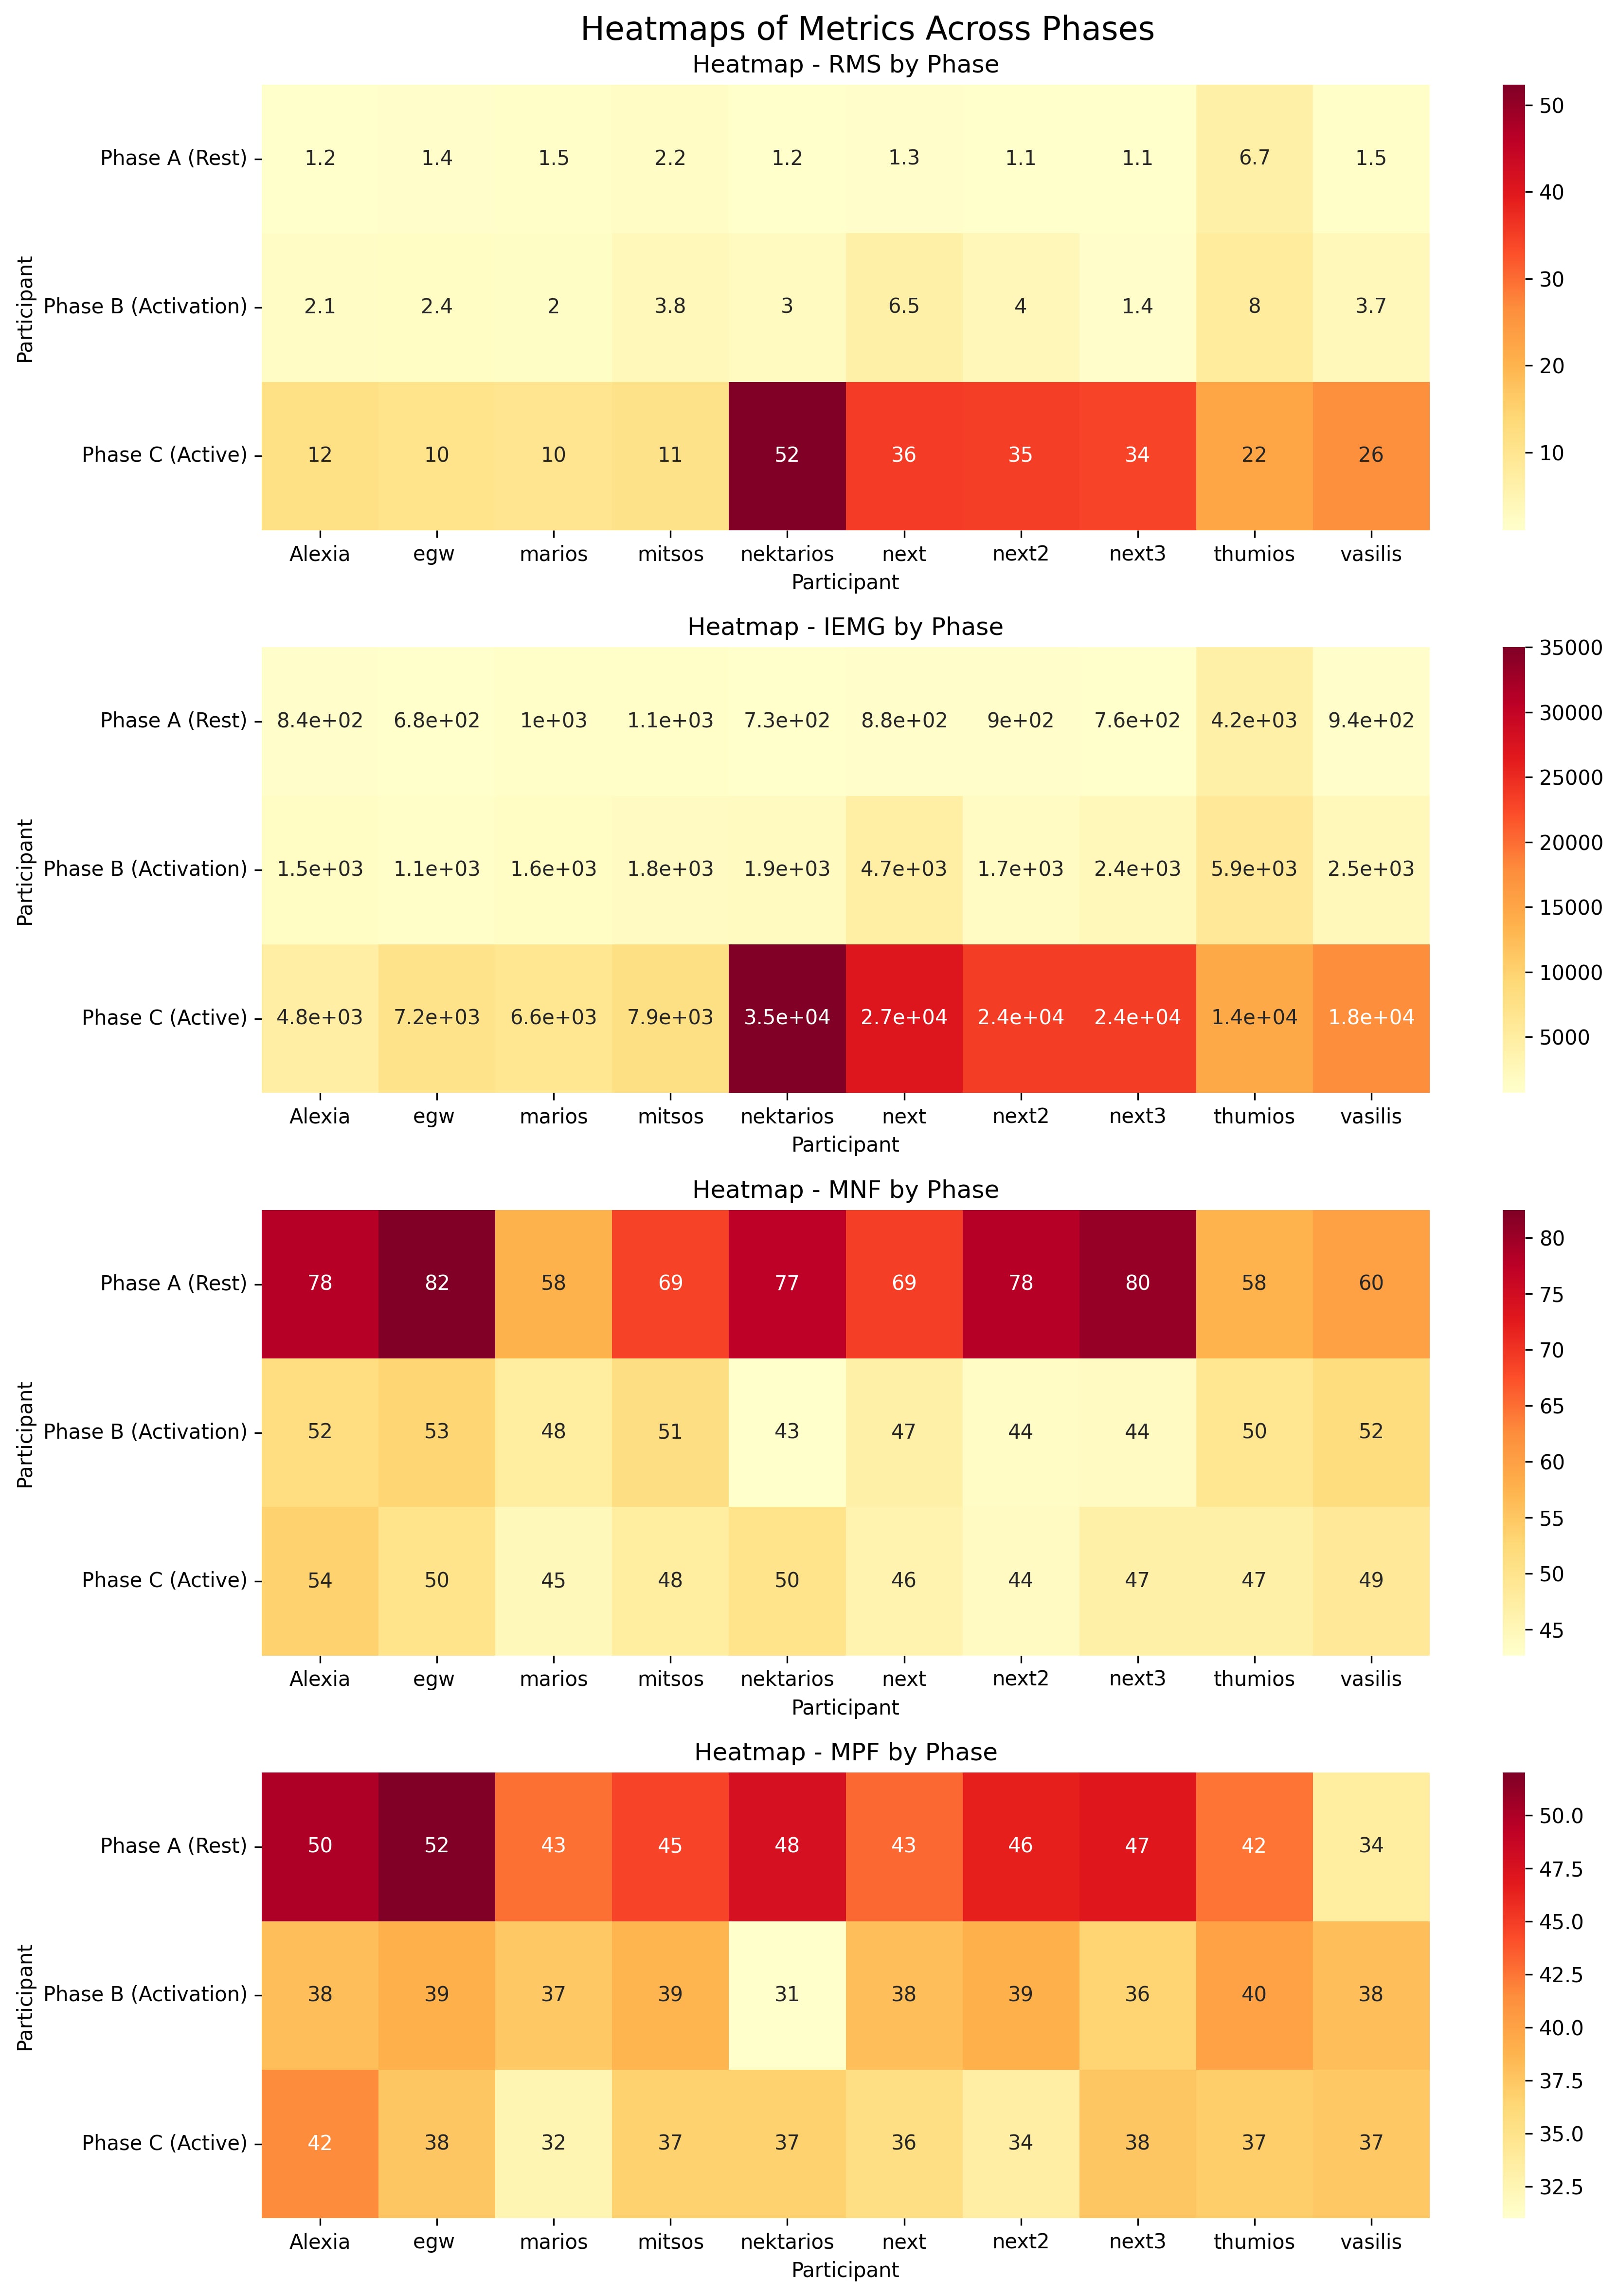 Heatmaps of Metrics Across Phases
Heatmap - RMS by Phase
Participant
Phase A (Rest) 1.2 1.4 1.5 2.2 1.2 1.3 1.1 1.1 6.7 1.5
Phase B (Activation) 2.1 2.4 2 3.8 3 6.5 4 1.4 8 3.7
Phase C (Active) 12 10 10 11 52 36 35 34 22 26
Alexia egw marios mitsos nektarios next next2 next3 thumios vasilis
Participant
50
40
30
20
10
Heatmap - IEMG by Phase
Participant
Phase A (Rest) 8.4e+02 6.8e+02 1e+03 1.1e+03 7.3e+02 8.8e+02 9e+02 7.6e+02 4.2e+03 9.4e+02
Phase B (Activation) 1.5e+03 1.1e+03 1.6e+03 1.8e+03 1.9e+03 4.7e+03 1.7e+03 2.4e+03 5.9e+03 2.5e+03
Phase C (Active) 4.8e+03 7.2e+03 6.6e+03 7.9e+03 3.5e+04 2.7e+04 2.4e+04 2.4e+04 1.4e+04 1.8e+04
Alexia egw marios mitsos nektarios next next2 next3 thumios vasilis
Participant
35000
30000
25000
20000
15000
10000
5000
Heatmap - MNF by Phase
Participant
Phase A (Rest) 78 82 58 69 77 69 78 80 58 60
Phase B (Activation) 52 53 48 51 43 47 44 44 50 52
Phase C (Active) 54 50 45 48 50 46 44 47 47 49
Alexia egw marios mitsos nektarios next next2 next3 thumios vasilis
Participant
80
75
70
65
60
55
50
45
Heatmap - MPF by Phase
Participant
Phase A (Rest) 50 52 43 45 48 43 46 47 42 34
Phase B (Activation) 38 39 37 39 31 38 39 36 40 38
Phase C (Active) 42 38 32 37 37 36 34 38 37 37
Alexia egw marios mitsos nektarios next next2 next3 thumios vasilis
Participant
50.0
47.5
45.0
42.5
40.0
37.5
35.0
32.5